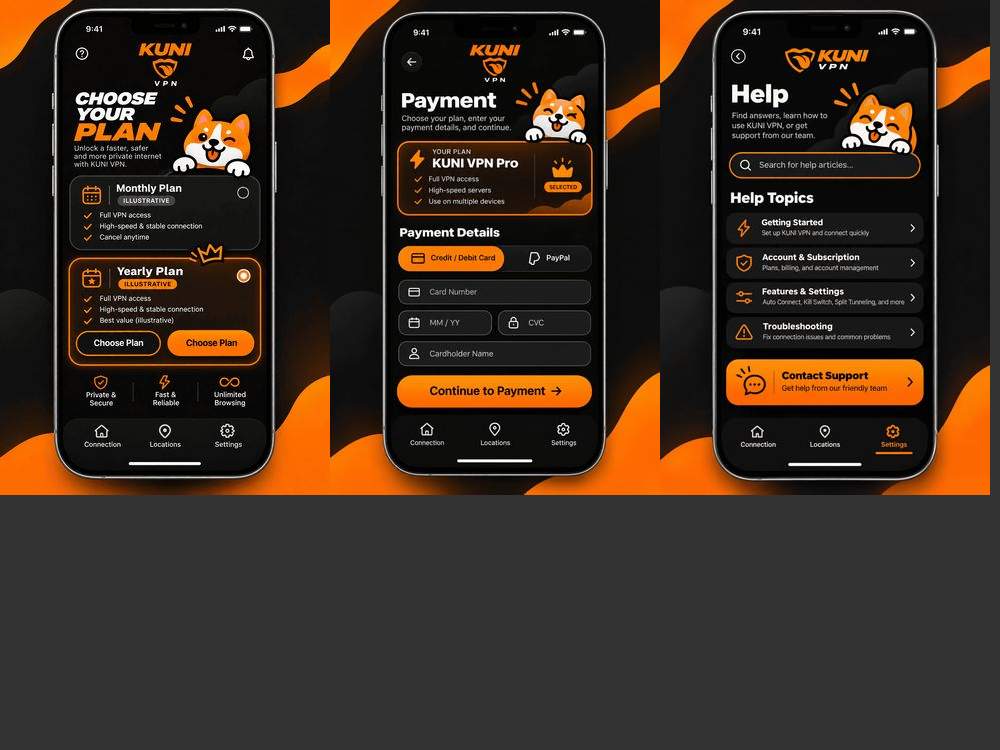 9:41
KUNI
VPN
CHOOSE
YOUR
PLAN
Unlock a faster, safer
and more private internet
with KUNI VPN.
Monthly Plan
ILLUSTRATIVE
Full VPN access
High-speed & stable connection
Cancel anytime
Yearly Plan
ILLUSTRATIVE
Full VPN access
High-speed & stable connection
Best value (illustrative)
Choose Plan
Choose Plan
Private &
Secure
Fast &
Reliable
Unlimited
Browsing
Connection
Locations
Settings
9:41
KUNI
VPN
Payment
Choose your plan, enter your
payment details, and continue.
YOUR PLAN
KUNI VPN Pro
Full VPN access
High-speed servers
Use on multiple devices
SELECTED
Payment Details
Credit / Debit Card
PayPal
Card Number
MM / YY
CVC
Cardholder Name
Continue to Payment →
Connection
Locations
Settings
9:41
KUNI
VPN
Help
Find answers, learn how to
use KUNI VPN, or get
support from our team.
Search for help articles...
Help Topics
Getting Started
Set up KUNI VPN and connect quickly
Account & Subscription
Plans, billing, and account management
Features & Settings
Auto Connect, Kill Switch, Split Tunneling, and more
Troubleshooting
Fix connection issues and common problems
Contact Support
Get help from our friendly team
Connection
Locations
Settings